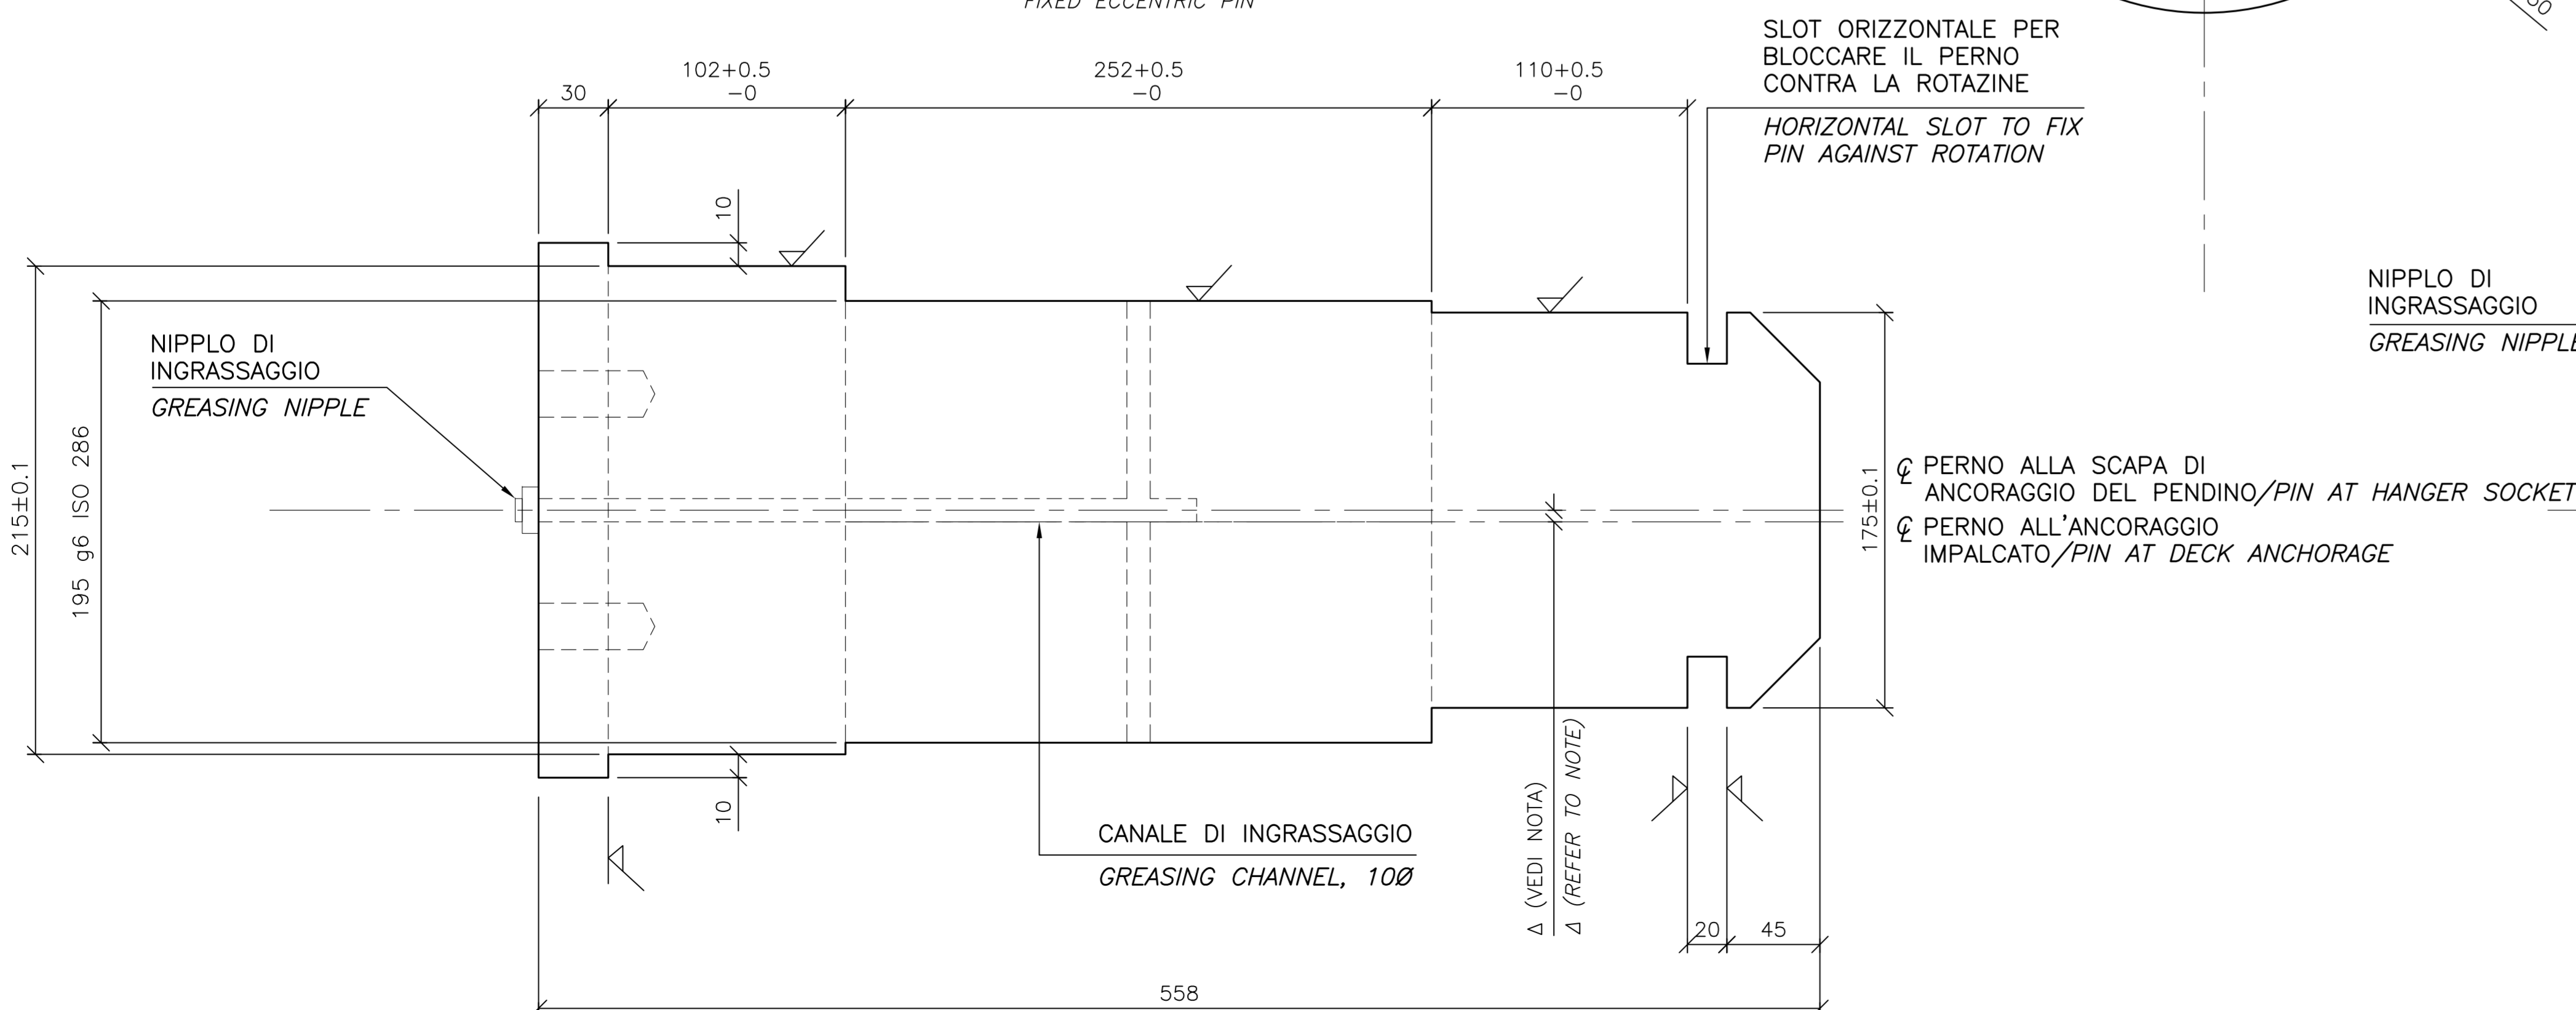 FIXED ECCENTRIC PIN
SLOT ORIZZONTALE PER
BLOCCARE IL PERNO
CONTRA LA ROTAZINE
HORIZONTAL SLOT TO FIX
PIN AGAINST ROTATION
30
102+0.5
-0
252+0.5
-0
110+0.5
-0
10
NIPPLO DI
INGRASSAGGIO
GREASING NIPPLE
NIPPLO DI
INGRASSAGGIO
GREASING NIPPLE
215±0.1
195 g6 ISO 286
175±0.1
℄ PERNO ALLA SCAPA DI
ANCORAGGIO DEL PENDINO/PIN AT HANGER SOCKET
℄ PERNO ALL'ANCORAGGIO
IMPALCATO/PIN AT DECK ANCHORAGE
10
CANALE DI INGRASSAGGIO
GREASING CHANNEL, 10Ø
Δ (VEDI NOTA)
Δ (REFER TO NOTE)
20
45
558